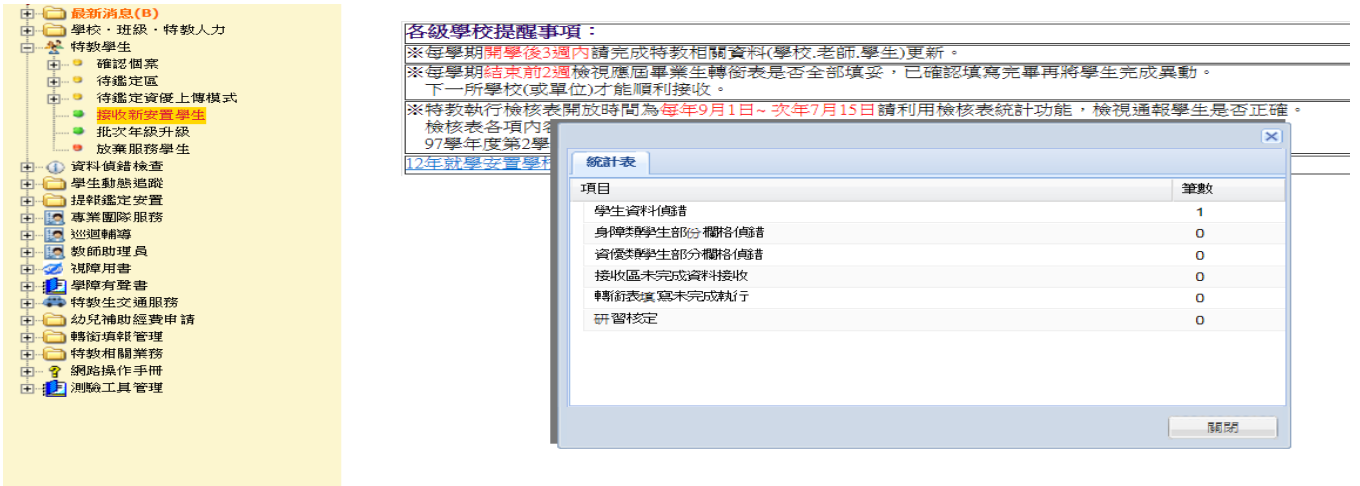 最新消息(B)
學校、班級、特教人力
特教學生
確認個案
待鑑定區
待鑑定資優上傳模式
接收新安置學生
批次年級升級
放棄服務學生
資料偵錯檢查
學生動態追蹤
提報鑑定安置
專業團隊服務
巡迴輔導
教師助理員
視障用書
學障有聲書
特教生交通服務
幼兒補助經費申請
轉銜填報管理
特教相關業務
網路操作手冊
測驗工具管理
各級學校提醒事項：
※每學期開學後3週內請完成特教相關資料(學校.老師.學生)更新。
※每學期結束前2週檢視應屆畢業生轉銜表是否全部填妥，已確認填寫完畢再將學生完成異動。
下一所學校(或單位)才能順利接收。
※特教執行檢核表開放時間為每年9月1日~次年7月15日請利用檢核表統計功能，檢視通報學生是否正確。
檢核表各項內容
97學年度第2學
12年就學安置學校
統計表
項目 筆數
學生資料偵錯 1
身障類學生部份欄格偵錯 0
資優類學生部分欄格偵錯 0
接收區未完成資料接收 0
轉銜表填寫未完成執行 0
研習核定 0
關閉